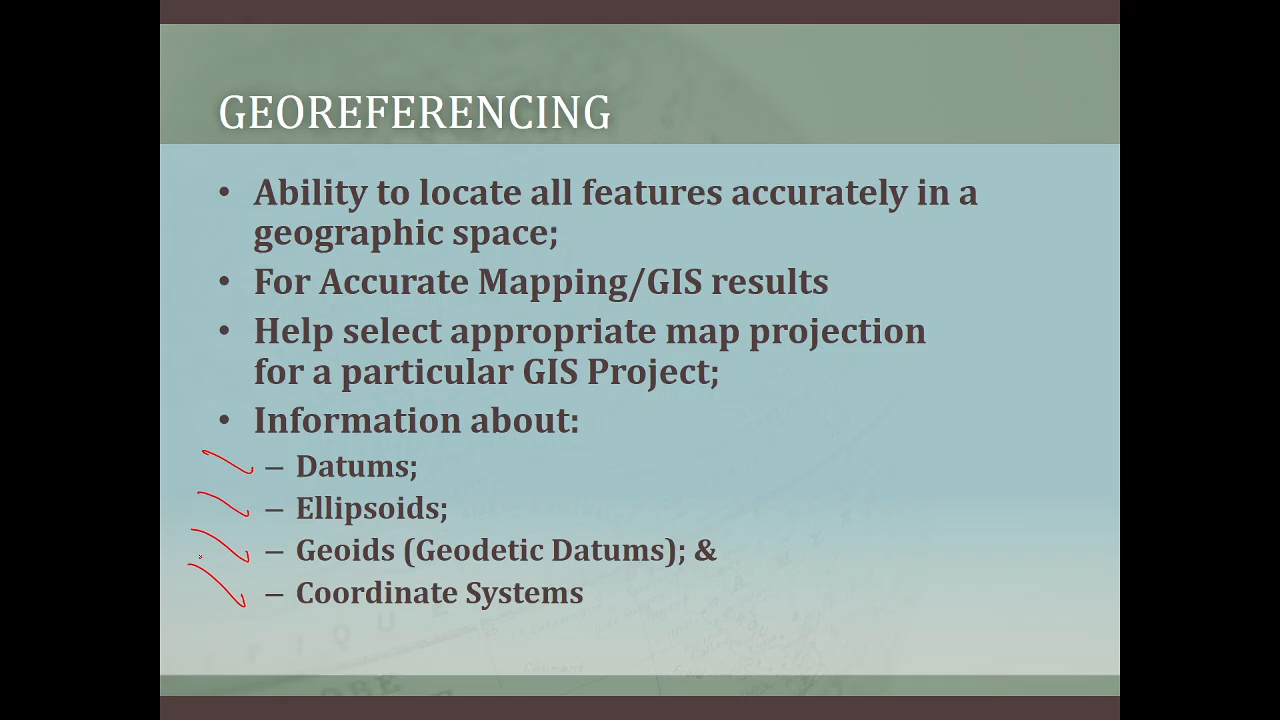 GEOREFERENCING
• Ability to locate all features accurately in a
geographic space;
• For Accurate Mapping/GIS results
• Help select appropriate map projection
for a particular GIS Project;
• Information about:
– Datums;
– Ellipsoids;
– Geoids (Geodetic Datums); &
– Coordinate Systems